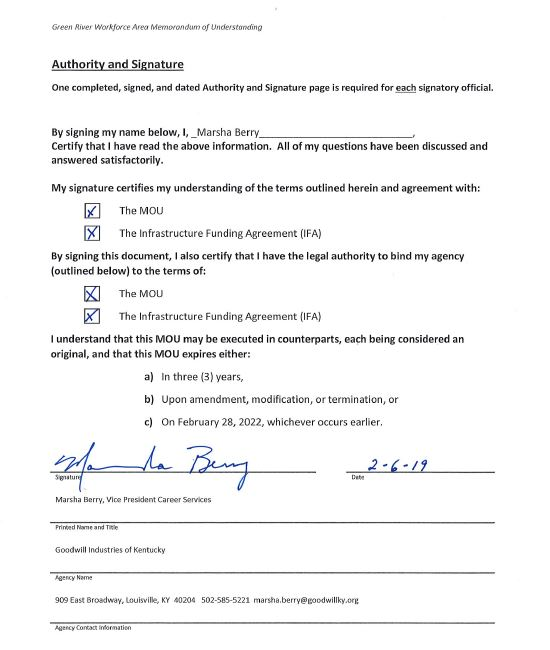 Green River Workforce Area Memorandum of Understanding
Authority and Signature
One completed, signed, and dated Authority and Signature page is required for each signatory official.
By signing my name below, I, _Marsha Berry_,
Certify that I have read the above information. All of my questions have been discussed and
answered satisfactorily.
My signature certifies my understanding of the terms outlined herein and agreement with:
X The MOU
X The Infrastructure Funding Agreement (IFA)
By signing this document, I also certify that I have the legal authority to bind my agency
(outlined below) to the terms of:
X The MOU
X The Infrastructure Funding Agreement (IFA)
I understand that this MOU may be executed in counterparts, each being considered an
original, and that this MOU expires either:
a) In three (3) years,
b) Upon amendment, modification, or termination, or
c) On February 28, 2022, whichever occurs earlier.
Marsha Berry 2-6-19
Signature Date
Marsha Berry, Vice President Career Services
Printed Name and Title
Goodwill Industries of Kentucky
Agency Name
909 East Broadway, Louisville, KY 40204 502-585-5221 marsha.berry@goodwillky.org
Agency Contact Information